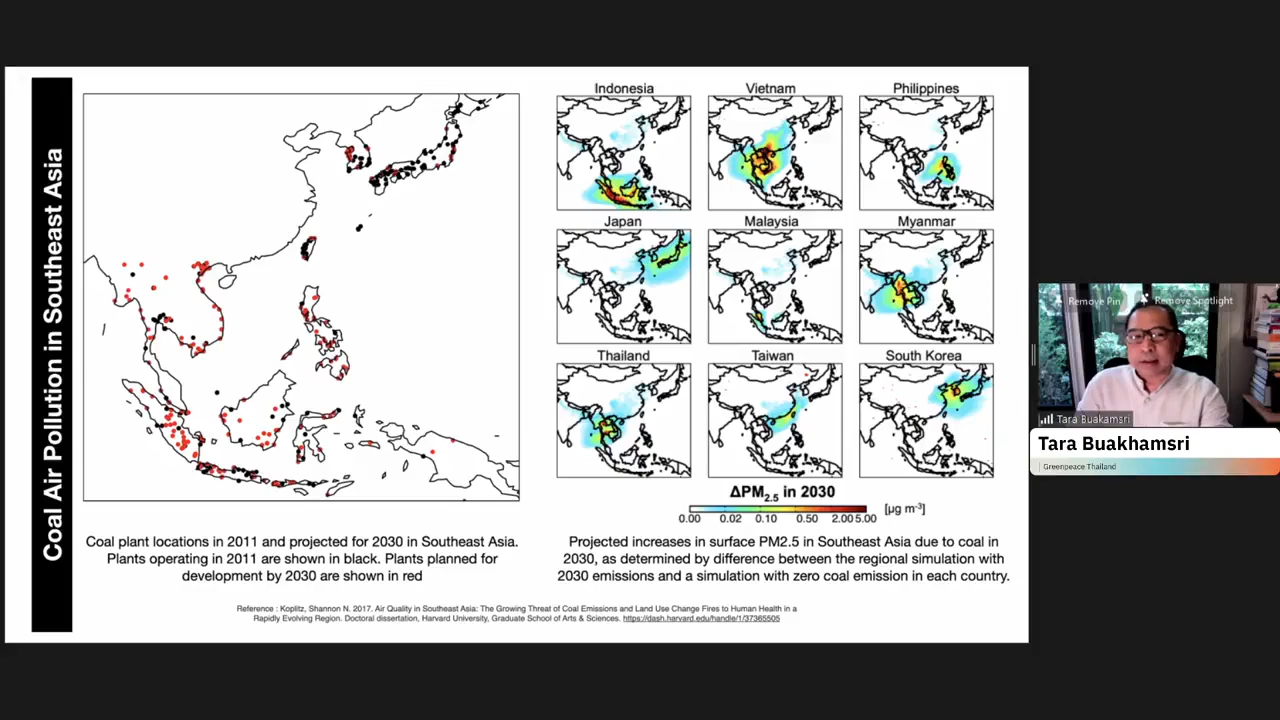 Coal Air Pollution in Southeast Asia
Coal plant locations in 2011 and projected for 2030 in Southeast Asia.
Plants operating in 2011 are shown in black. Plants planned for
development by 2030 are shown in red
Indonesia
Vietnam
Philippines
Japan
Malaysia
Myanmar
Thailand
Taiwan
South Korea
ΔPM2.5 in 2030
0.00 0.02 0.10 0.50 2.00 5.00 [µg m-3]
Projected increases in surface PM2.5 in Southeast Asia due to coal in
2030, as determined by difference between the regional simulation with
2030 emissions and a simulation with zero coal emission in each country.
Reference : Koplitz, Shannon N. 2017. Air Quality in Southeast Asia: The Growing Threat of Coal Emissions and Land Use Change Fires to Human Health in a
Rapidly Evolving Region. Doctoral dissertation, Harvard University, Graduate School of Arts & Sciences. https://dash.harvard.edu/handle/1/37365505
Remove Pin
Remove Spotlight
Tara Buakamsri
Tara Buakhamsri
Greenpeace Thailand